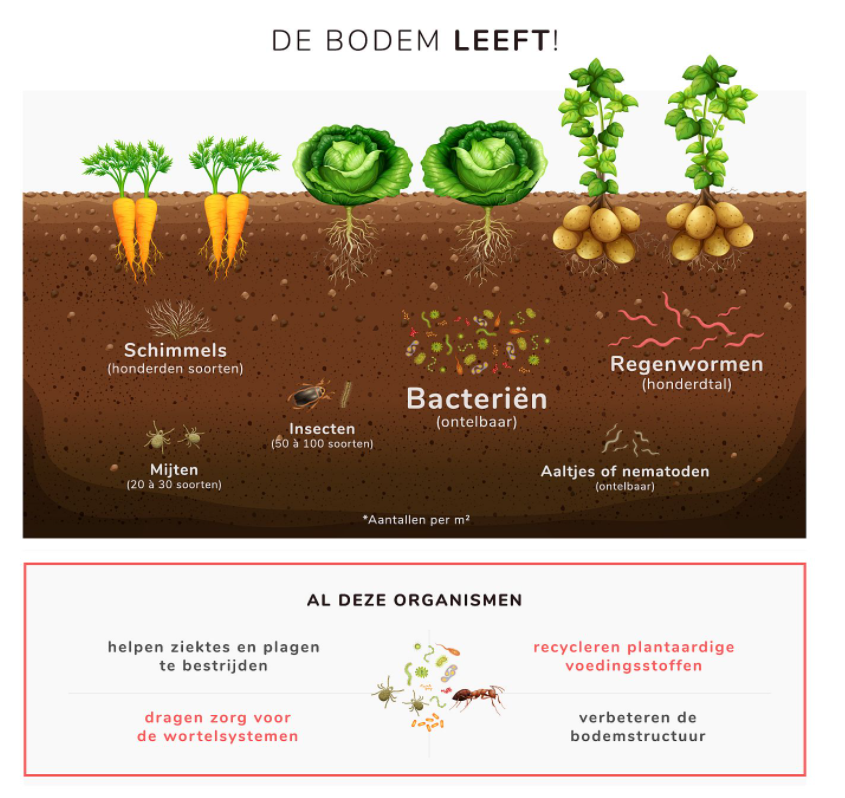 DE BODEM LEEFT!
Schimmels
(honderden soorten)
Insecten
(50 à 100 soorten)
Bacteriën
(ontelbaar)
Regenwormen
(honderdtal)
Mijten
(20 à 30 soorten)
Aaltjes of nematoden
(ontelbaar)
*Aantallen per m²
AL DEZE ORGANISMEN
helpen ziektes en plagen
te bestrijden
recycleren plantaardige
voedingsstoffen
dragen zorg voor
de wortelsystemen
verbeteren de
bodemstructuur